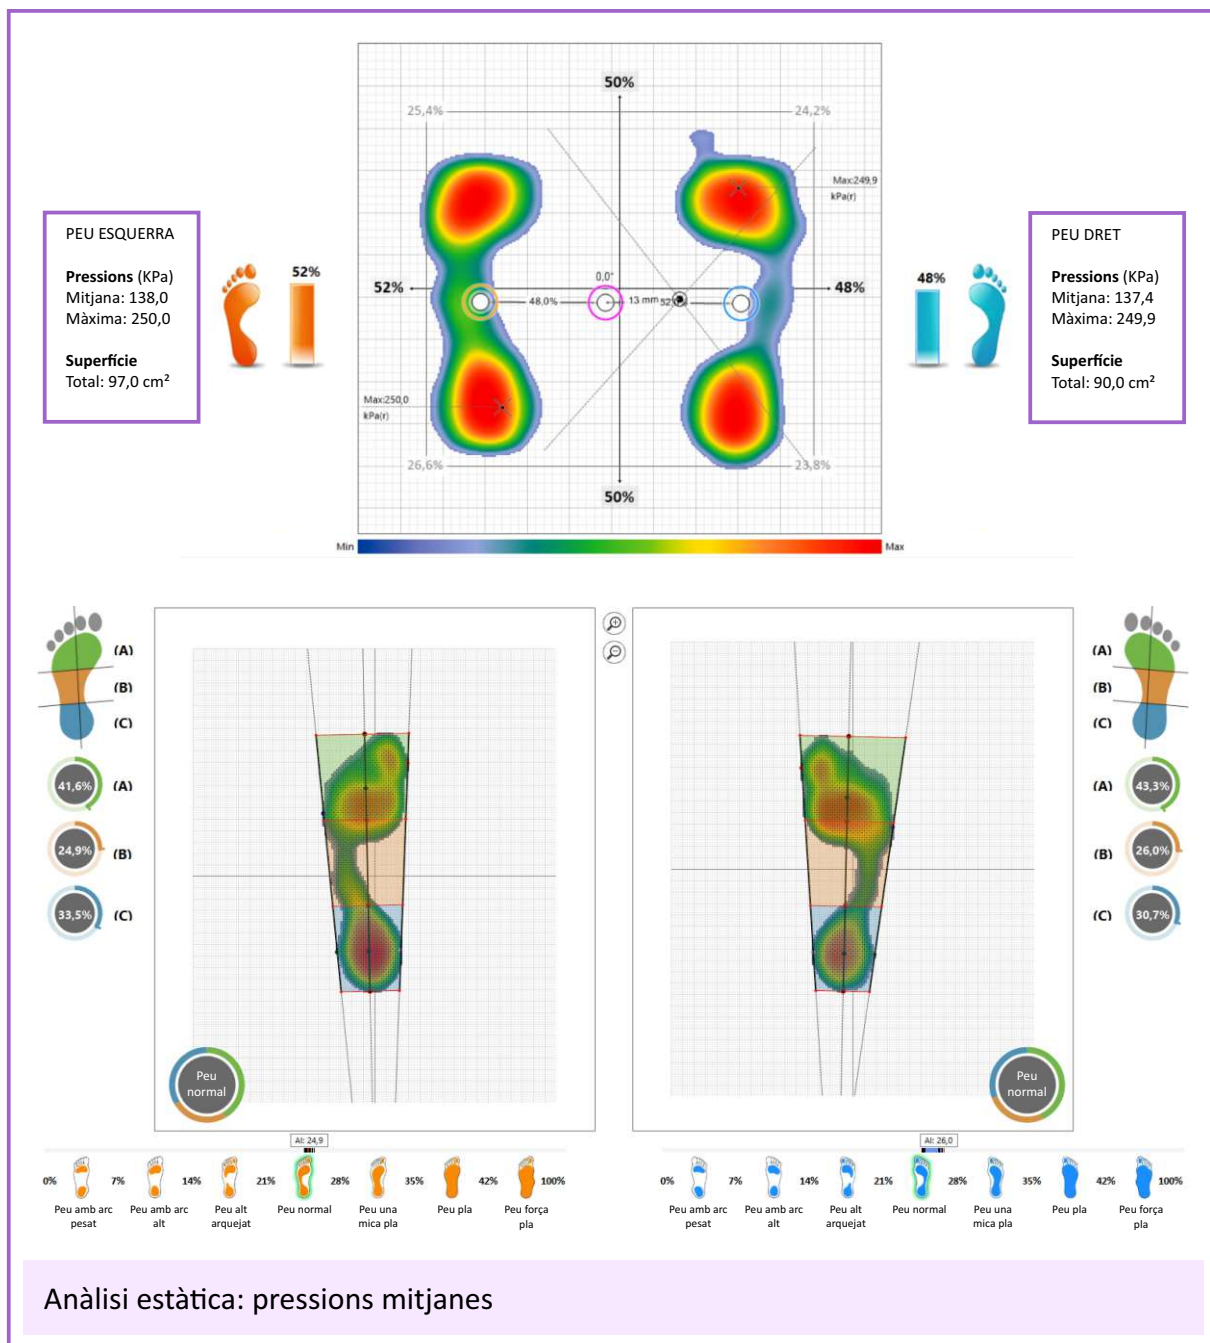 50%
25,4%
24,2%
Max:249,9
kPa(r)
PEU ESQUERRA
Pressions (KPa)
Mitjana: 138,0
Màxima: 250,0
Superfície
Total: 97,0 cm²
52%
52%
0,0°
48,0%
13 mm
52
48%
48%
PEU DRET
Pressions (KPa)
Mitjana: 137,4
Màxima: 249,9
Superfície
Total: 90,0 cm²
Max:250,0
kPa(r)
26,6%
23,8%
50%
Min
Max
(A)
(B)
(C)
41,6%
(A)
24,9%
(B)
33,5%
(C)
Peu
normal
(A)
(B)
(C)
(A)
43,3%
(B)
26,0%
(C)
30,7%
Peu
normal
AI: 24,9
0%
7%
14%
21%
28%
35%
42%
100%
Peu amb arc
pesat
Peu amb arc
alt
Peu alt
arquejat
Peu normal
Peu una
mica pla
Peu pla
Peu força
pla
AI: 26,0
0%
7%
14%
21%
28%
35%
42%
100%
Peu amb arc
pesat
Peu amb arc
alt
Peu alt
arquejat
Peu normal
Peu una
mica pla
Peu pla
Peu força
pla
Anàlisi estàtica: pressions mitjanes